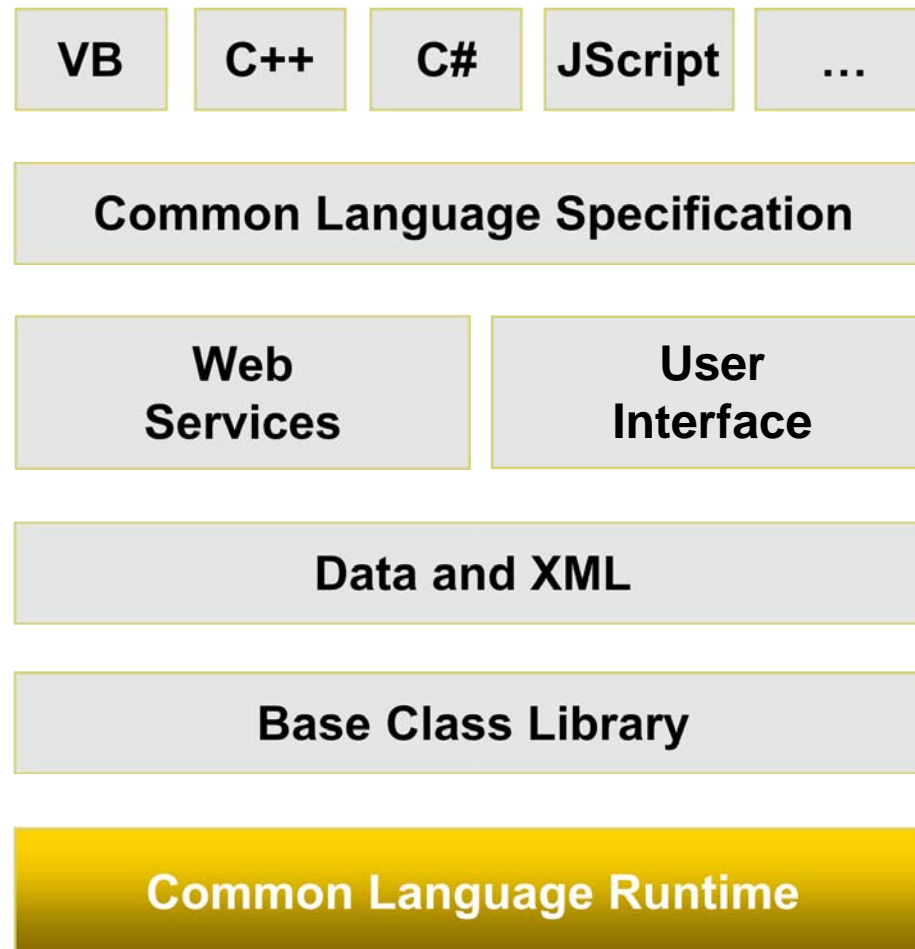 VB C++ C# JScript ...
Common Language Specification
Web
Services
User
Interface
Data and XML
Base Class Library
Common Language Runtime